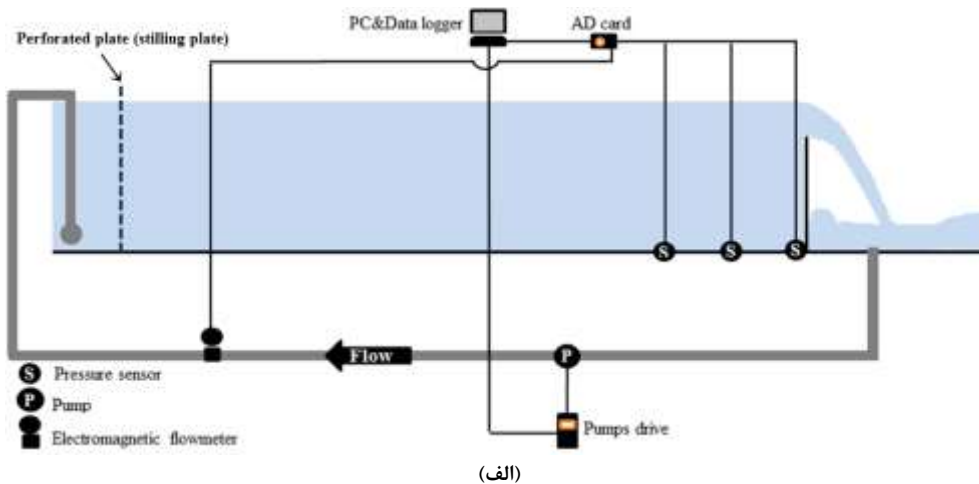 PC&Data logger
AD card
Perforated plate (stilling plate)
S
S
S
Flow
P
S Pressure sensor
P Pump
Electromagnetic flowmeter
Pumps drive
(الف)